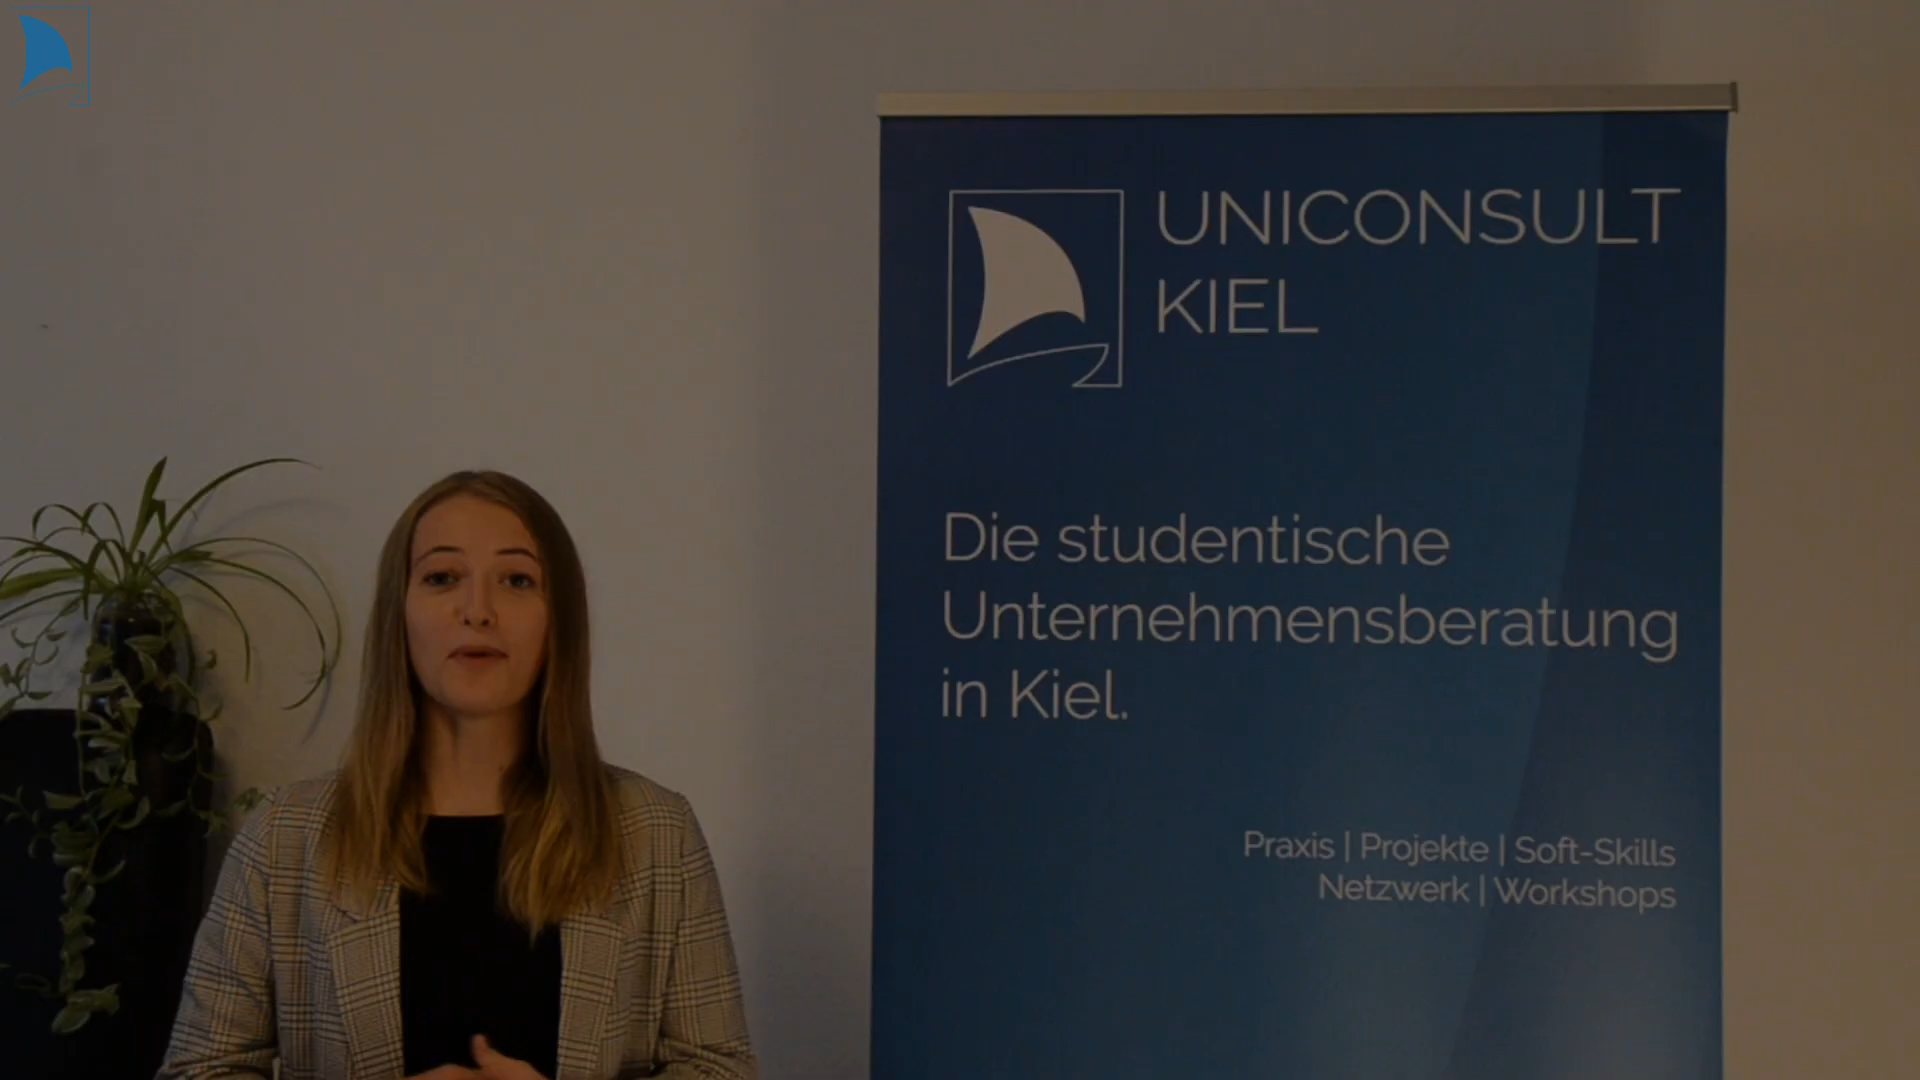 UNICONSULT
KIEL
Die studentische
Unternehmensberatung
in Kiel.
Praxis | Projekte | Soft-Skills
Netzwerk | Workshops